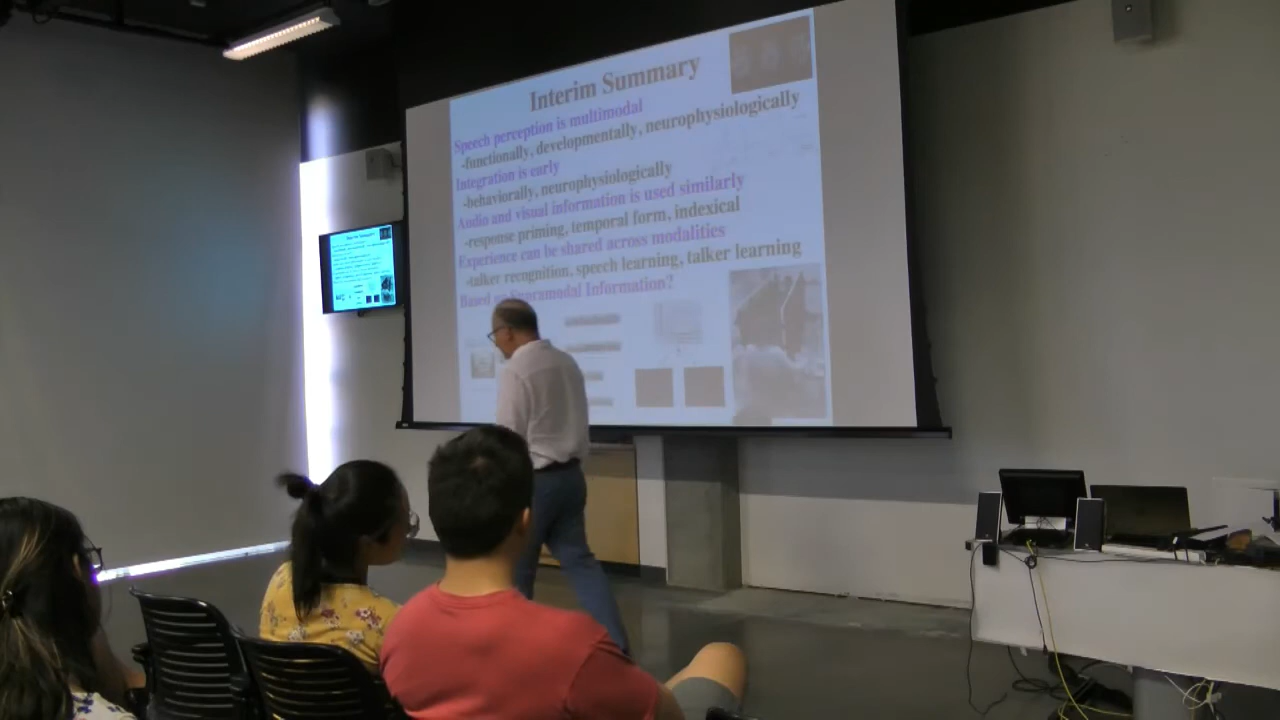 Interim Summary
Speech perception is multimodal
-functionally, developmentally, neurophysiologically
Integration is early
-behaviorally, neurophysiologically
Audio and visual information is used similarly
-response priming, temporal form, indexical
Experience can be shared across modalities
-talker recognition, speech learning, talker learning
Based on Supramodal Information?